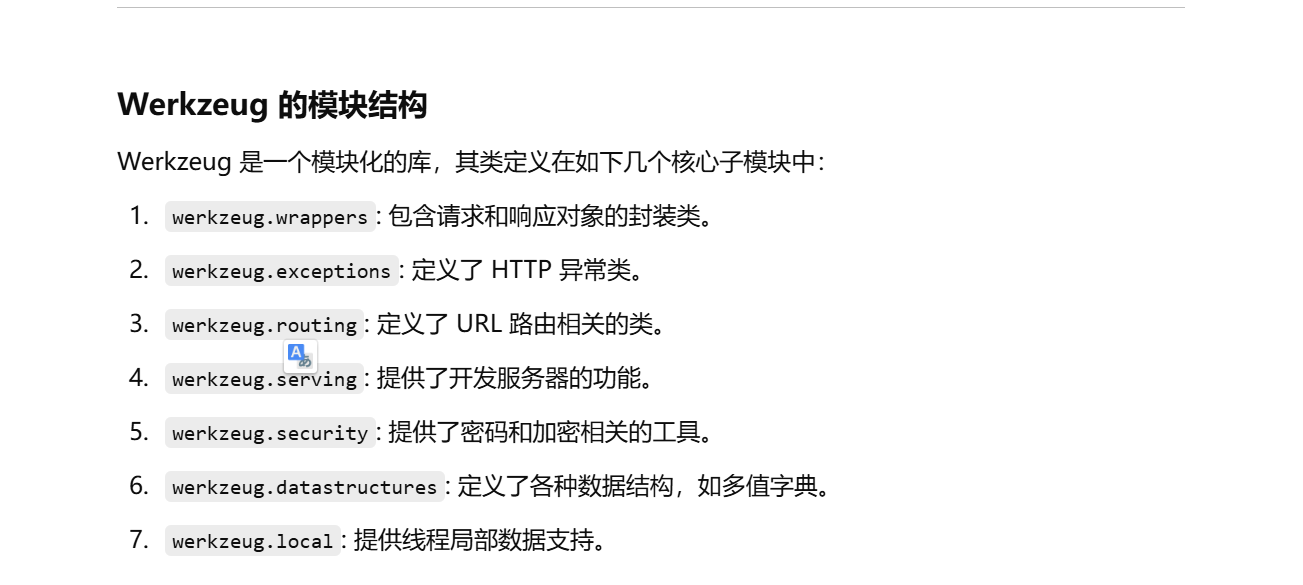 Werkzeug 的模块结构
Werkzeug 是一个模块化的库，其类定义在如下几个核心子模块中：
1. werkzeug.wrappers: 包含请求和响应对象的封装类。
2. werkzeug.exceptions: 定义了 HTTP 异常类。
3. werkzeug.routing: 定义了 URL 路由相关的类。
4. werkzeug.serving: 提供了开发服务器的功能。
5. werkzeug.security: 提供了密码和加密相关的工具。
6. werkzeug.datastructures: 定义了各种数据结构，如多值字典。
7. werkzeug.local: 提供线程局部数据支持。